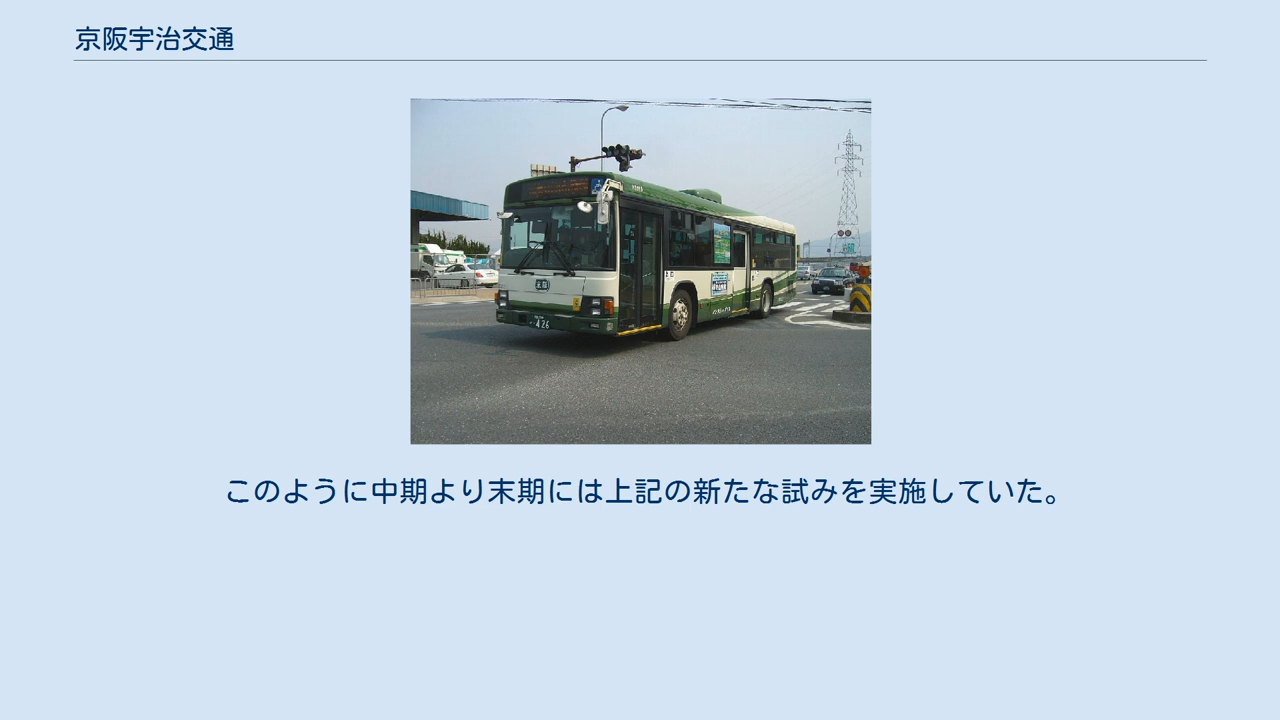 京阪宇治交通
426
このように中期より末期には上記の新たな試みを実施していた。